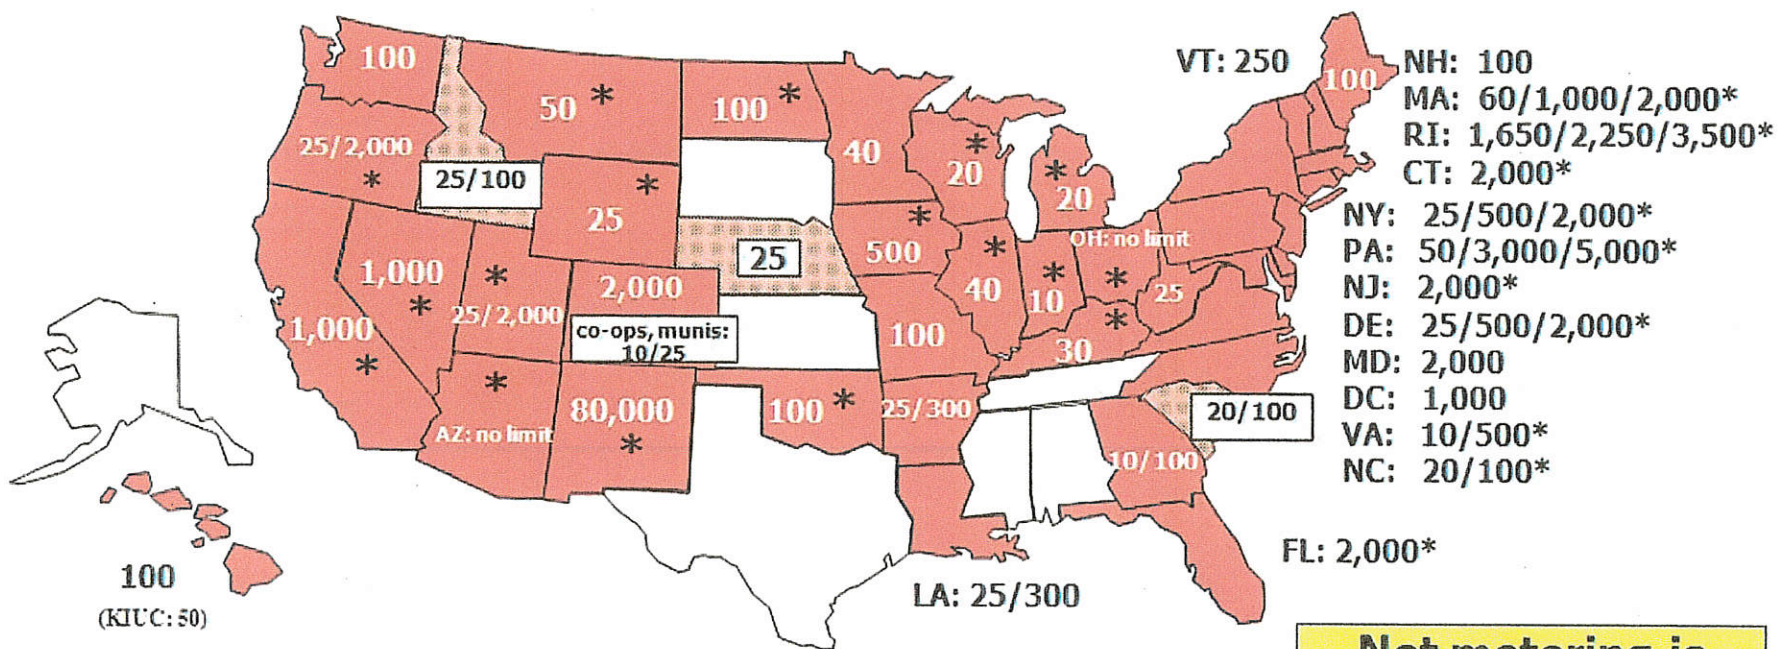 100
50 *
100 *
25/2,000
*
25/100
25 *
40
20 *
20 *
100
VT: 250
NH: 100
MA: 60/1,000/2,000*
RI: 1,650/2,250/3,500*
CT: 2,000*
NY: 25/500/2,000*
PA: 50/3,000/5,000*
NJ: 2,000*
DE: 25/500/2,000*
MD: 2,000
DC: 1,000
VA: 10/500*
NC: 20/100*
1,000
*
1,000
*
*
25/2,000
2,000
co-ops, munis:
10/25
25
500 *
40 *
10 *
OH: no limit
*
25
30 *
100
*
AZ: no limit
80,000
*
100 *
25/300
10/100
20/100
100
(KIUC: 50)
LA: 25/300
FL: 2,000*
Net metering is